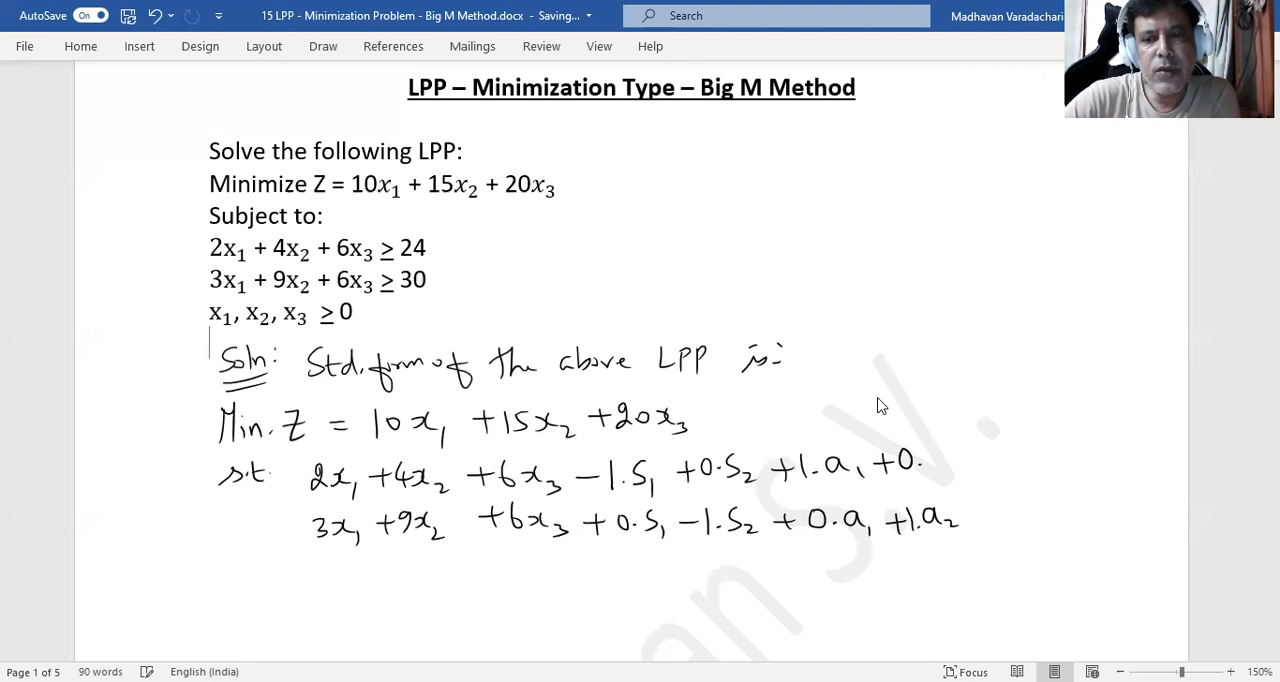 AutoSave On 15 LPP - Minimization Problem - Big M Method.docx - Saving... Search Madhavan Varadachari
File Home Insert Design Layout Draw References Mailings Review View Help
LPP – Minimization Type – Big M Method
Solve the following LPP:
Minimize Z = 10x₁ + 15x₂ + 20x₃
Subject to:
2x₁ + 4x₂ + 6x₃ ≥ 24
3x₁ + 9x₂ + 6x₃ ≥ 30
x₁, x₂, x₃ ≥ 0
Soln: Std. form of the above LPP is:
Min. Z = 10x₁ + 15x₂ + 20x₃
s.t. 2x₁ + 4x₂ + 6x₃ − 1.S₁ + 0.S₂ + 1.a₁ + 0.
3x₁ + 9x₂ + 6x₃ + 0.S₁ − 1.S₂ + 0.a₁ + 1.a₂
an S.V.
Page 1 of 5 90 words English (India) Focus 150%